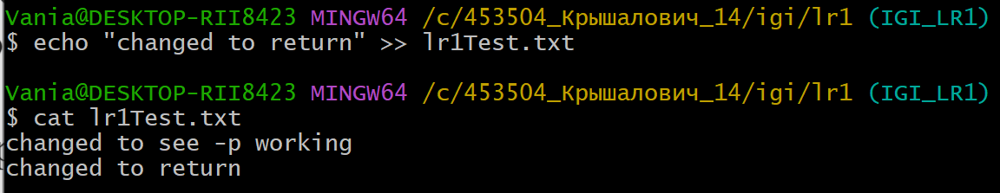 Vania@DESKTOP-RII8423 MINGW64 /c/453504_Крышалович_14/igi/lr1 (IGI_LR1)
$ echo "changed to return" >> lr1Test.txt
Vania@DESKTOP-RII8423 MINGW64 /c/453504_Крышалович_14/igi/lr1 (IGI_LR1)
$ cat lr1Test.txt
changed to see -p working
changed to return